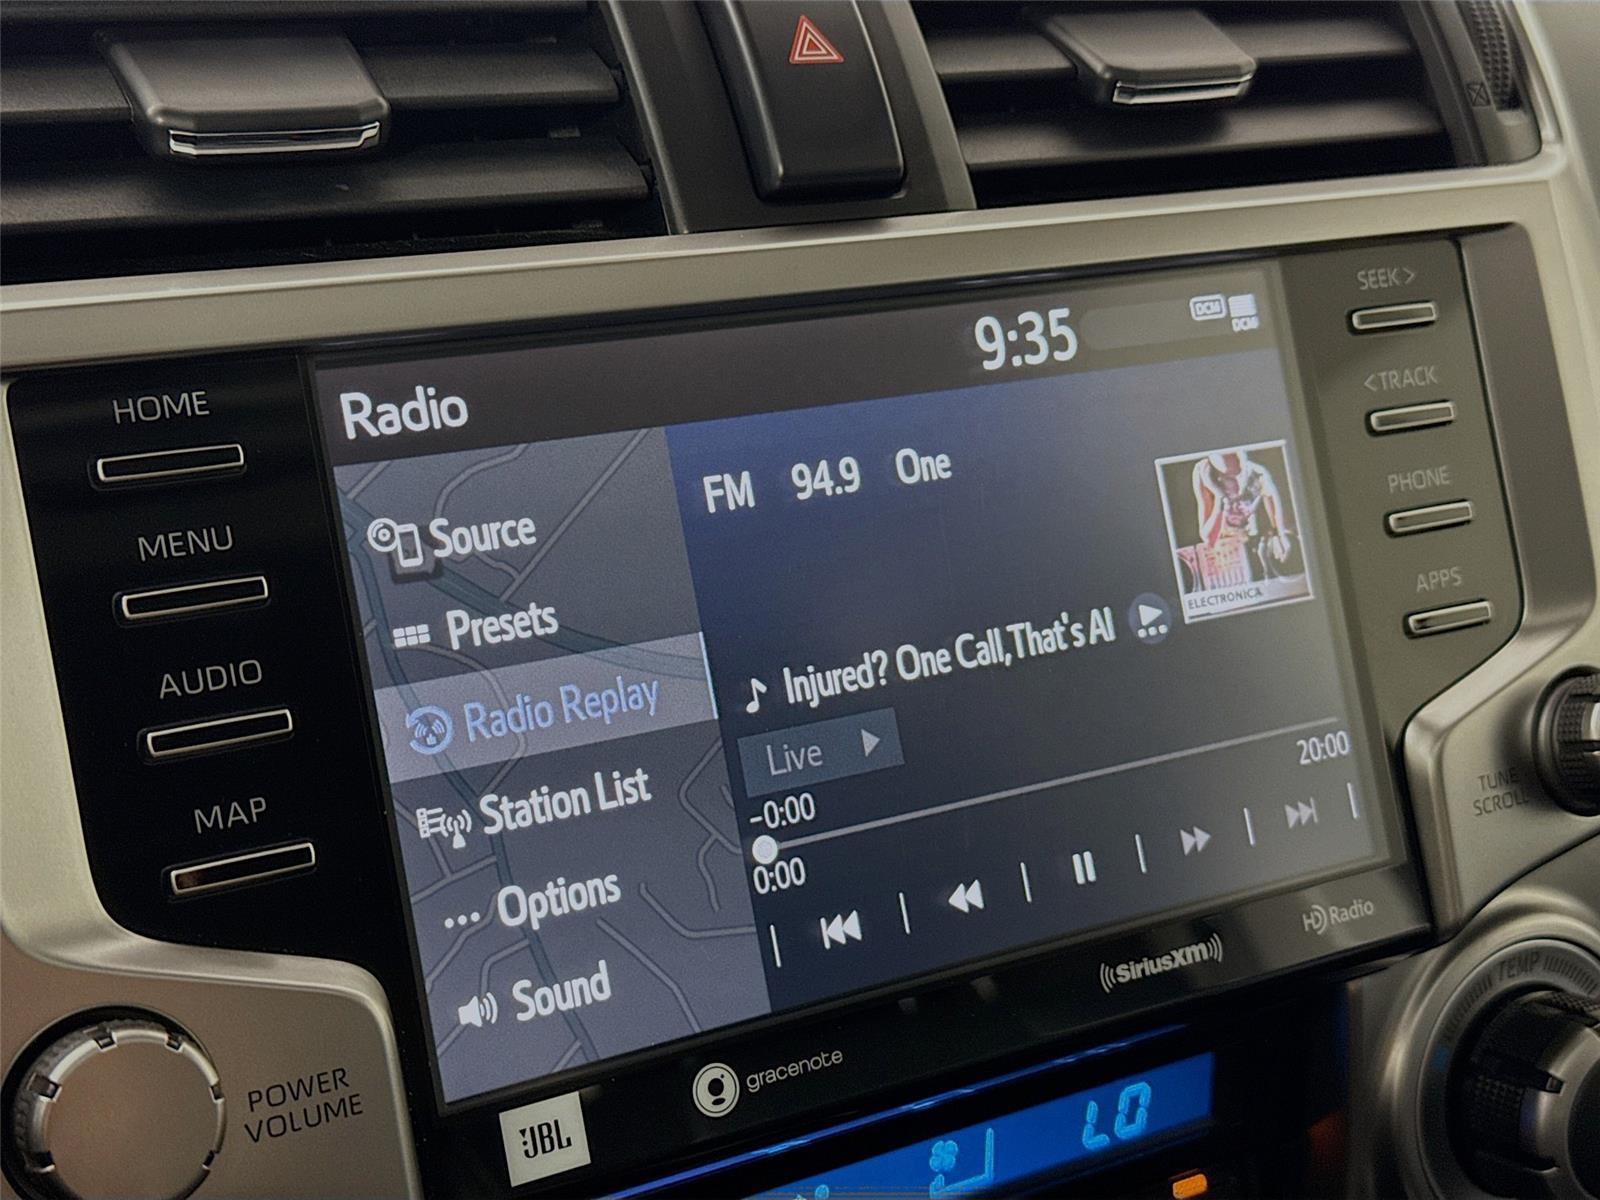 SEEK>
9:35
DCM
DCM
HOME
Radio
<TRACK
FM 94.9 One
Source
PHONE
MENU
ELECTRONICA
APPS
Presets
Injured? One Call,That's Al
AUDIO
Radio Replay
Live
20:00
TUNE
SCROLL
Station List
-0:00
MAP
0:00
Options
HD Radio
SiriusXM
TEMP
Sound
gracenote
POWER
VOLUME
JBL
LO